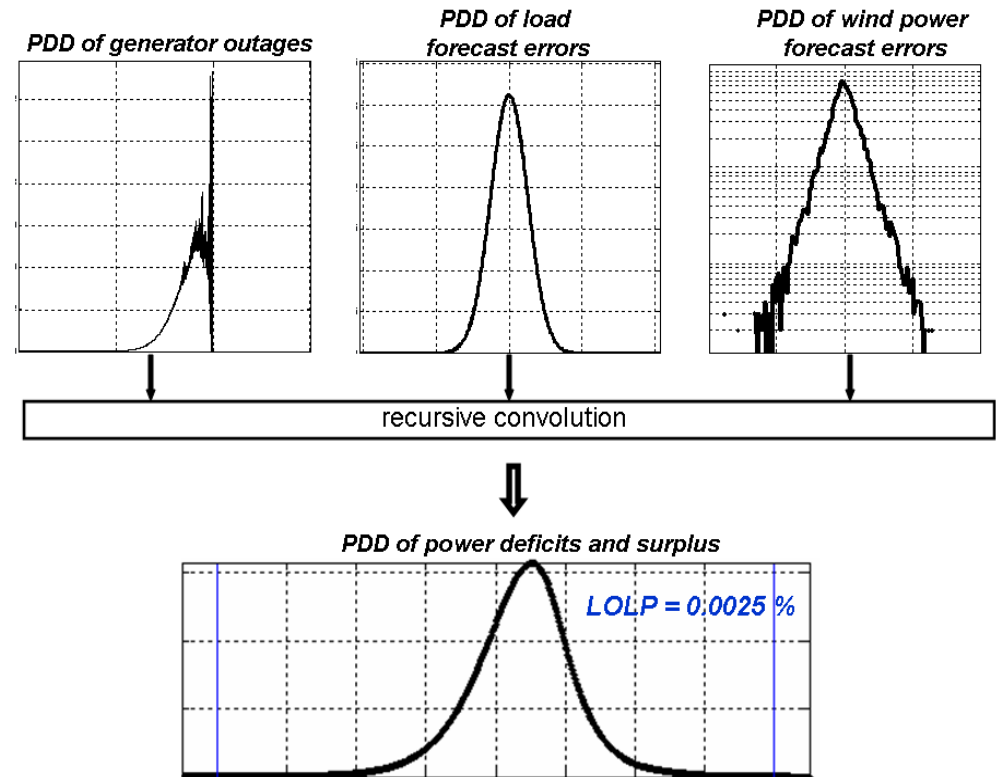 PDD of generator outages
PDD of load
forecast errors
PDD of wind power
forecast errors
recursive convolution
PDD of power deficits and surplus
LOLP = 0.0025 %